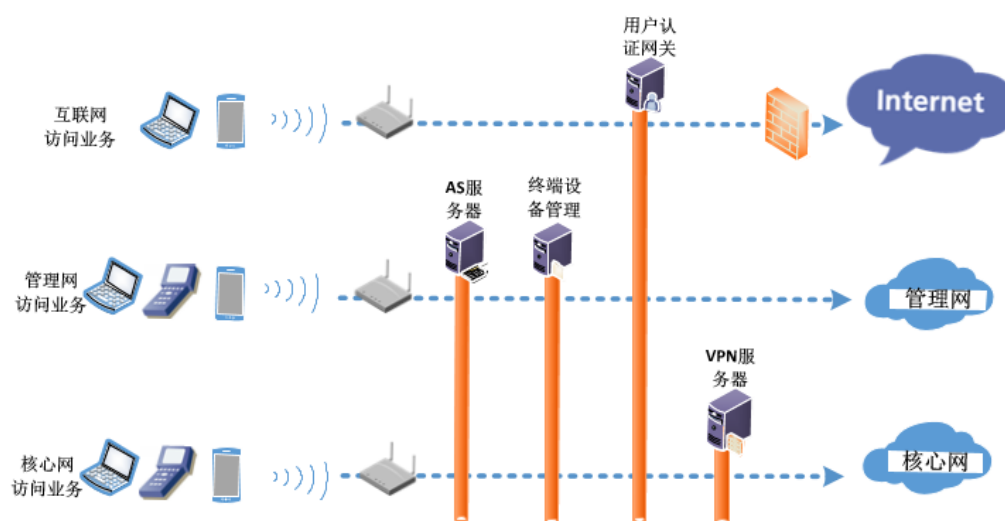 用户认
证网关
互联网
访问业务
Internet
AS服
务器
终端设
备管理
管理网
访问业务
管理网
VPN服
务器
核心网
访问业务
核心网